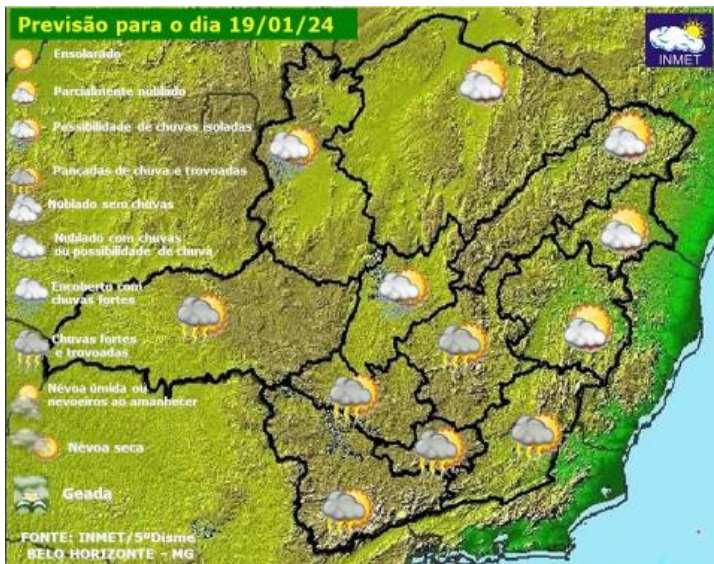 Previsão para o dia 19/01/24
INMET
Ensolarado
Parcialmente nublado
Possibilidade de chuvas isoladas
Pancadas de chuva e trovoadas
Nublado sem chuvas
Nublado com chuvas
ou possibilidade de chuva
Encoberto com
chuvas fortes
Chuvas fortes
e trovoadas
Névoa úmida ou
nevoeiros ao amanhecer
Névoa seca
Geada
FONTE: INMET/5ºDisme
BELO HORIZONTE - MG